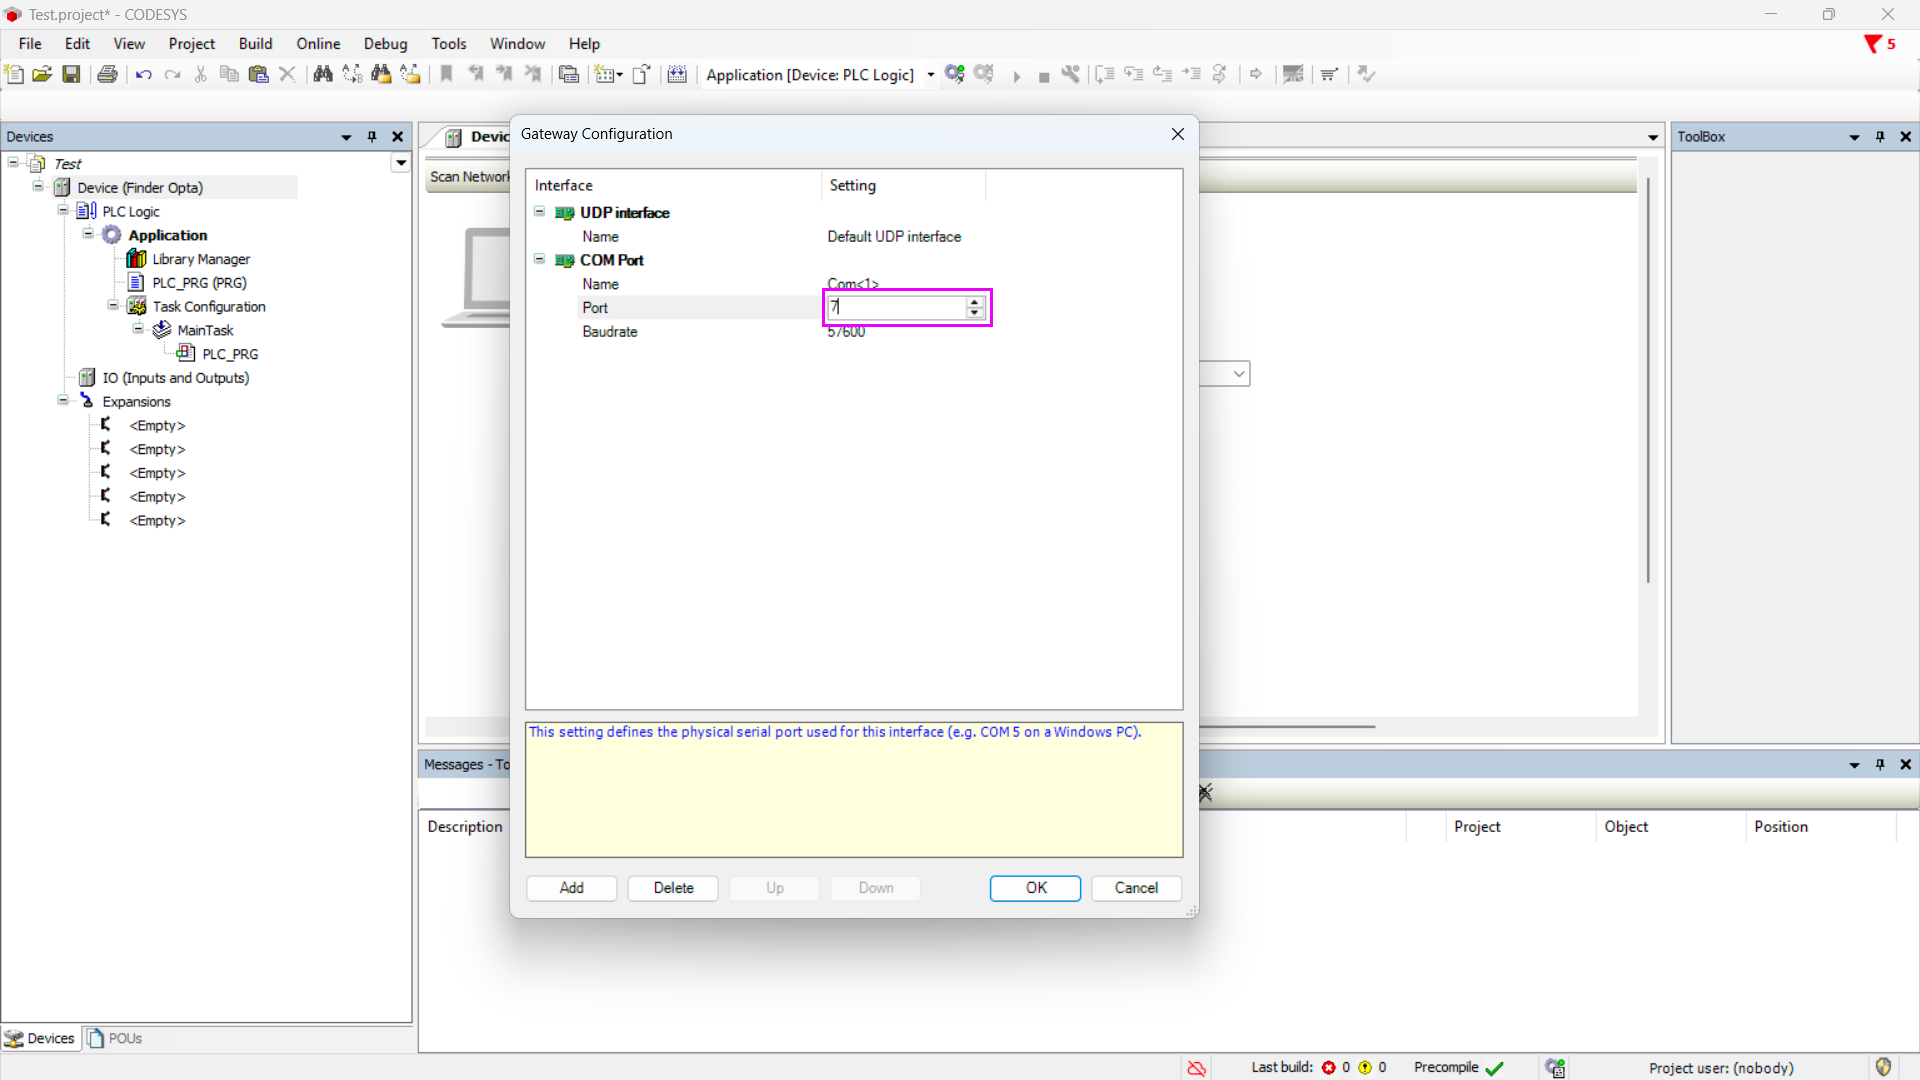 Test.project* - CODESYS
File Edit View Project Build Online Debug Tools Window Help
5
Application [Device: PLC Logic]
Devices
Test
Device (Finder Opta)
PLC Logic
Application
Library Manager
PLC_PRG (PRG)
Task Configuration
MainTask
PLC_PRG
IO (Inputs and Outputs)
Expansions
<Empty>
<Empty>
<Empty>
<Empty>
<Empty>
Devices POUs
Devic
Scan Network
Gateway Configuration
Interface Setting
UDP interface
Name Default UDP interface
COM Port
Name Com<1>
Port 7
Baudrate 57600
This setting defines the physical serial port used for this interface (e.g. COM 5 on a Windows PC).
Add Delete Up Down OK Cancel
ToolBox
Messages - To
Description Project Object Position
Last build: 0 0 Precompile Project user: (nobody)